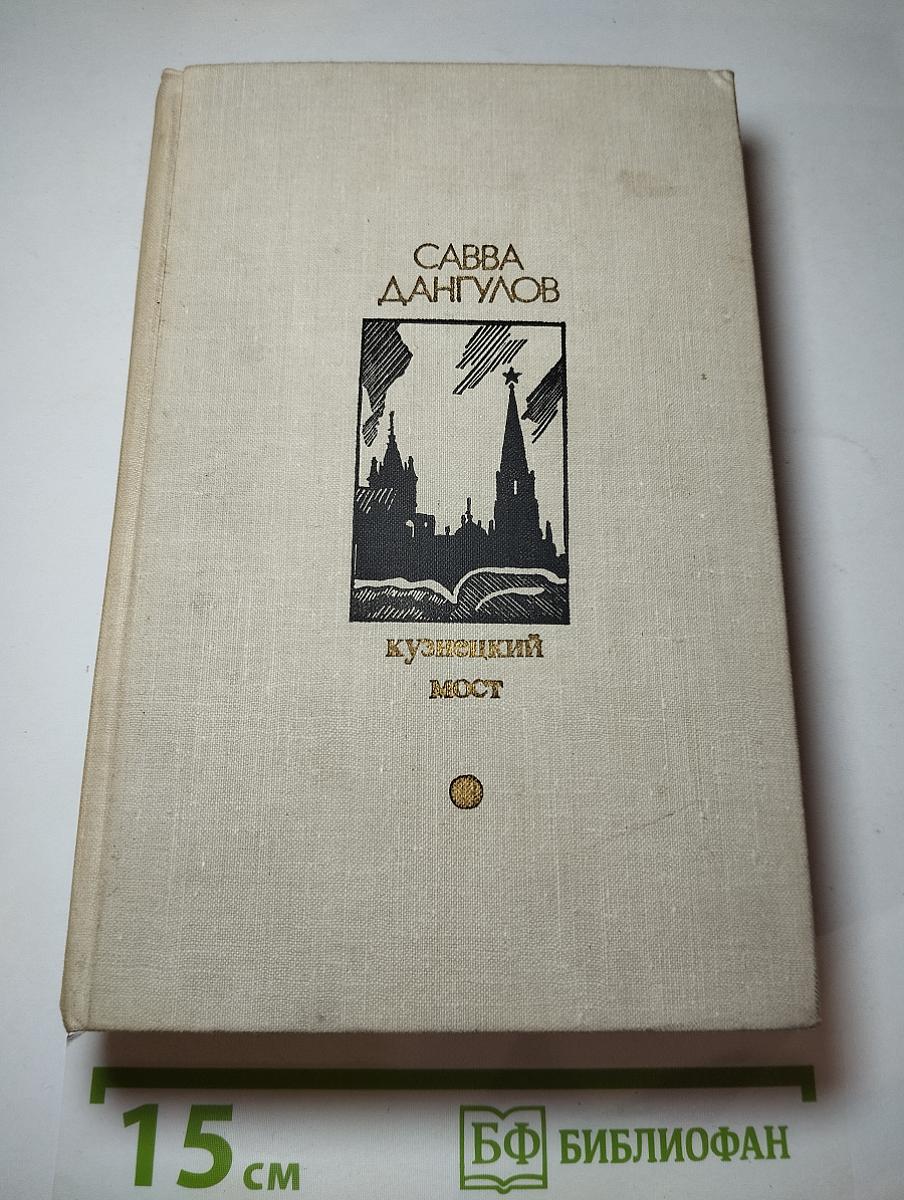 САВВА
ДАНГУЛОВ
кузнецкий
мост
15 см
БФ БИБЛИОФАН